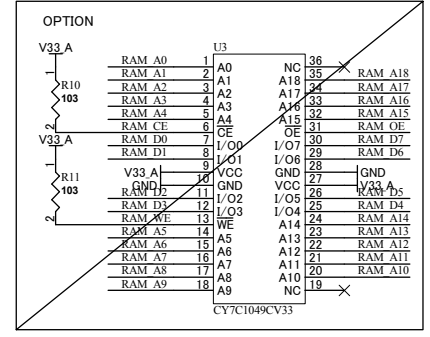 OPTION
V33_A
1
R10
103
2
V33_A
1
R11
103
2
U3
RAM_A0 1 A0 NC 36
RAM_A1 2 A1 A18 35 RAM_A18
RAM_A2 3 A2 A17 34 RAM_A17
RAM_A3 4 A3 A16 33 RAM_A16
RAM_A4 5 A4 A15 32 RAM_A15
RAM_CE 6 CE OE 31 RAM_OE
RAM_D0 7 I/O0 I/O7 30 RAM_D7
RAM_D1 8 I/O1 I/O6 29 RAM_D6
V33_A 9 VCC GND 28 GND
GND 10 GND VCC 27 V33_A
RAM_D2 11 I/O2 I/O5 26 RAM_D5
RAM_D3 12 I/O3 I/O4 25 RAM_D4
RAM_WE 13 WE A14 24 RAM_A14
RAM_A5 14 A5 A13 23 RAM_A13
RAM_A6 15 A6 A12 22 RAM_A12
RAM_A7 16 A7 A11 21 RAM_A11
RAM_A8 17 A8 A10 20 RAM_A10
RAM_A9 18 A9 NC 19
CY7C1049CV33